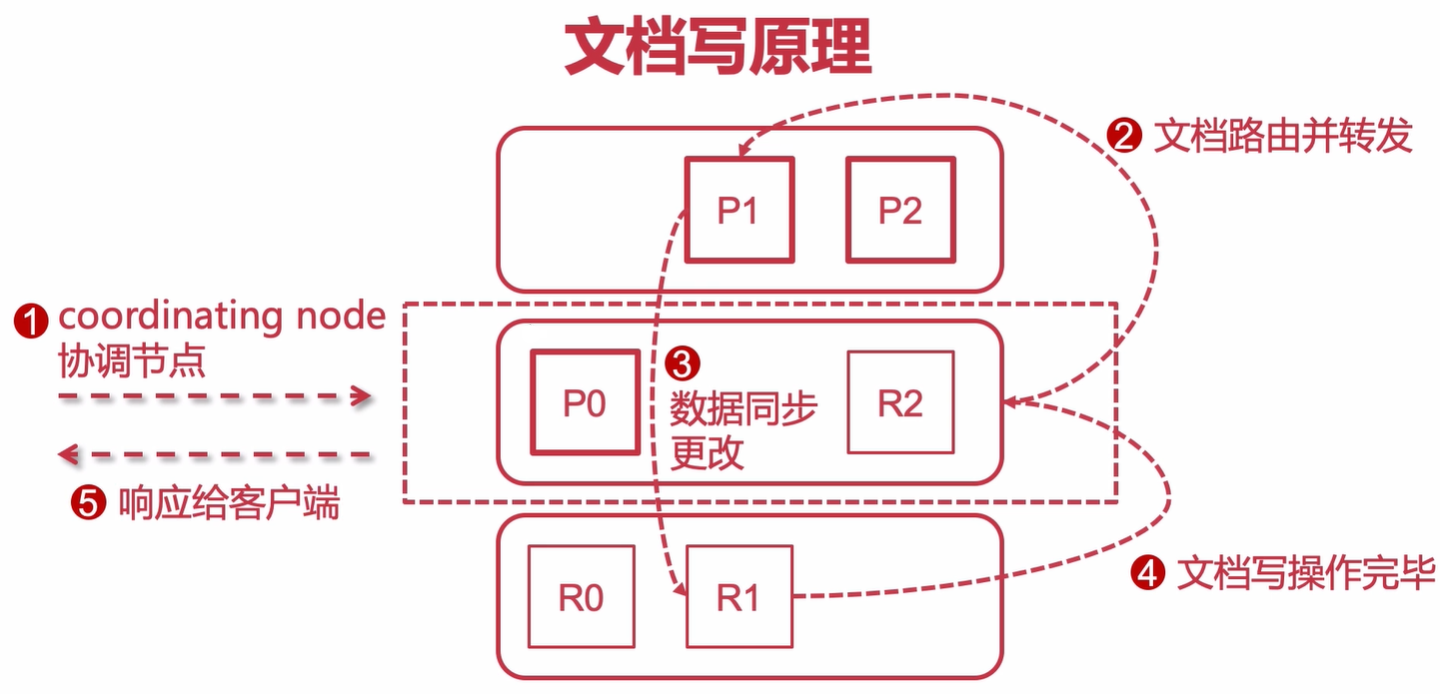 文档写原理
❷ 文档路由并转发
P1
P2
❶ coordinating node
协调节点
P0
❸
数据同步
更改
R2
❺ 响应给客户端
R0
R1
❹ 文档写操作完毕